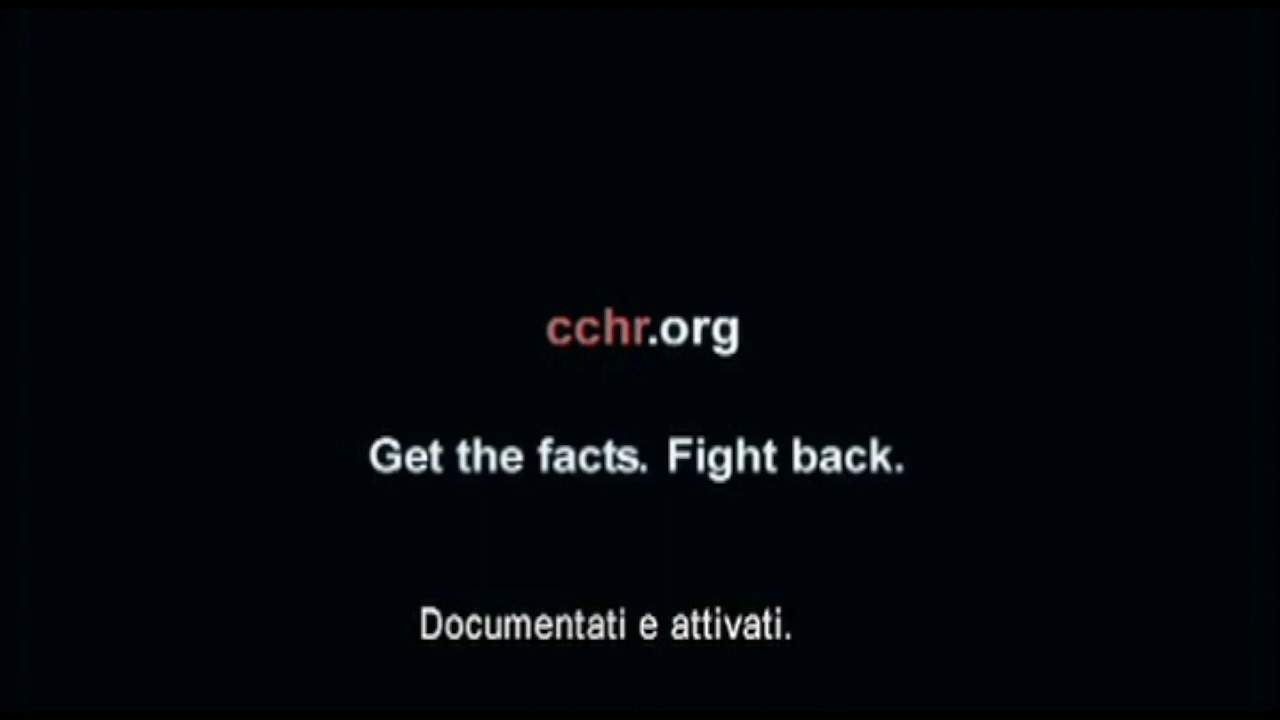 cchr.org
Get the facts. Fight back.
Documentati e attivati.